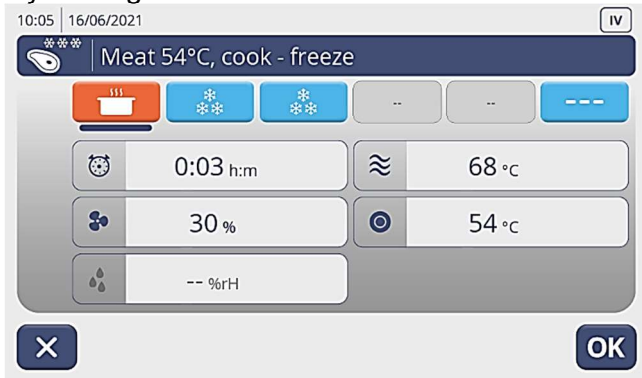 10:05 16/06/2021 IV
Meat 54°C, cook - freeze
-- -- ---
0:03 h:m 68 °C
30 % 54 °C
-- %rH
OK